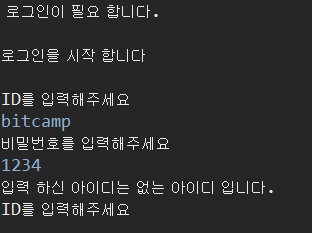 로그인이 필요 합니다.
로그인을 시작 합니다
ID를 입력해주세요
bitcamp
비밀번호를 입력해주세요
1234
입력 하신 아이디는 없는 아이디 입니다.
ID를 입력해주세요